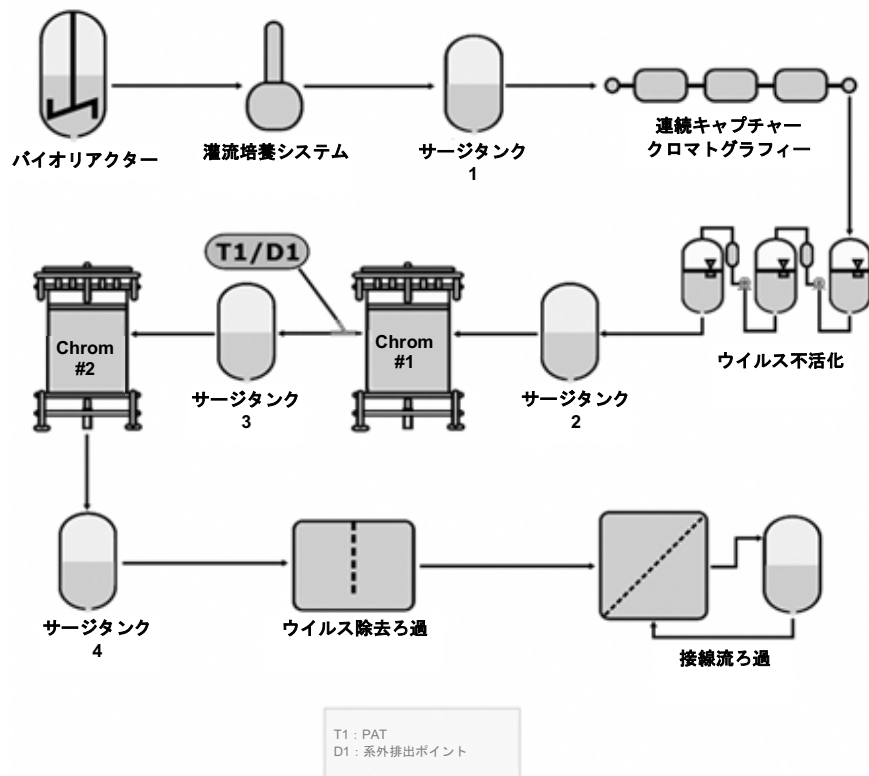 バイオリアクター
灌流培養システム
サージタンク
1
連続キャプチャー
クロマトグラフィー
T1/D1
Chrom
#2
サージタンク
3
Chrom
#1
サージタンク
2
ウイルス不活化
サージタンク
4
ウイルス除去ろ過
接線流ろ過
T1：PAT
D1：系外排出ポイント